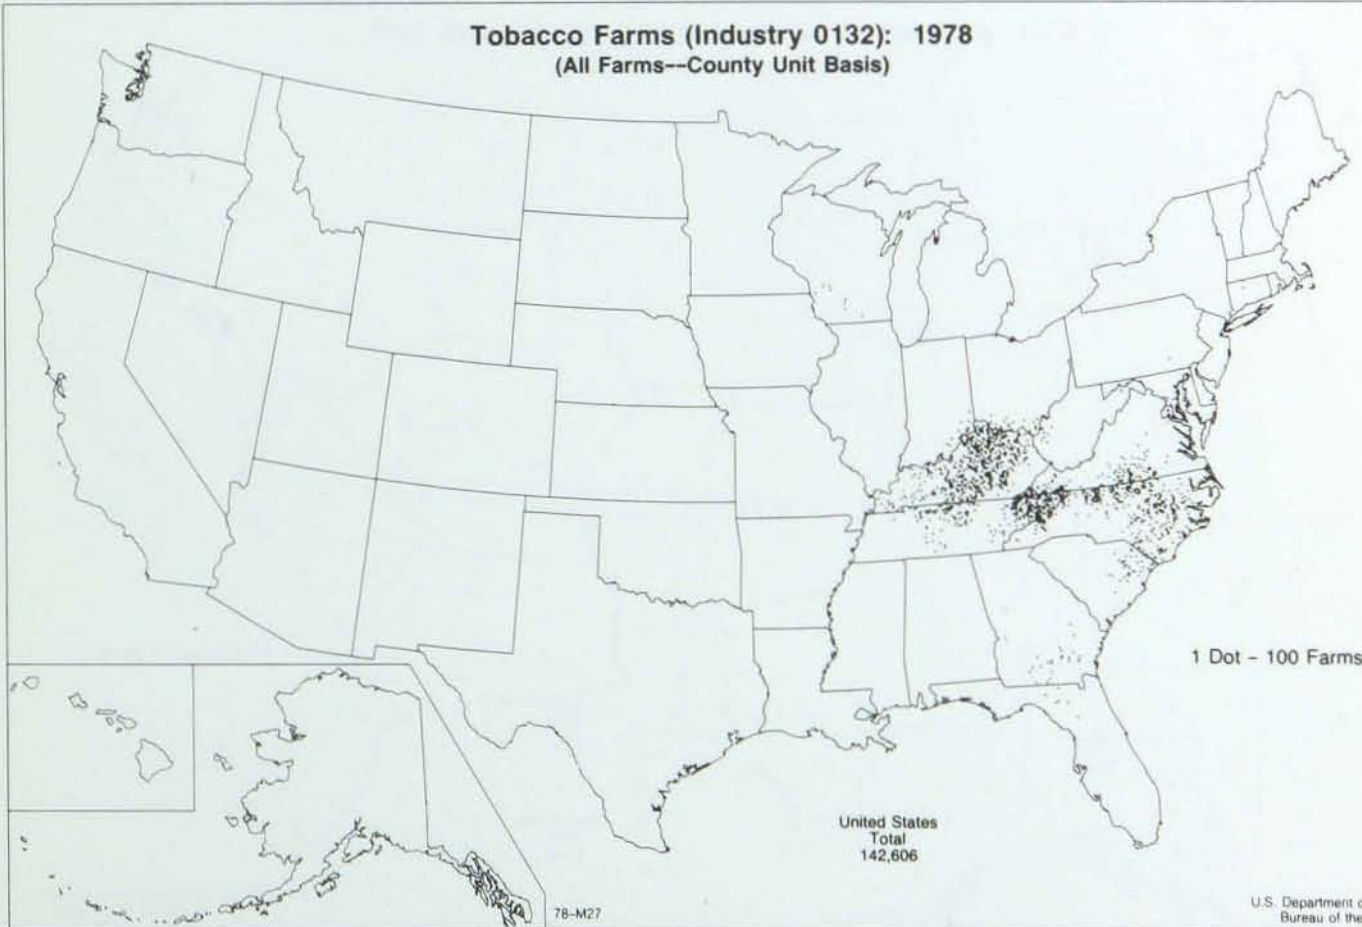 Tobacco Farms (Industry 0132): 1978
(All Farms--County Unit Basis)
1 Dot - 100 Farms
United States
Total
142,606
78-M27
U.S. Department o
Bureau of the